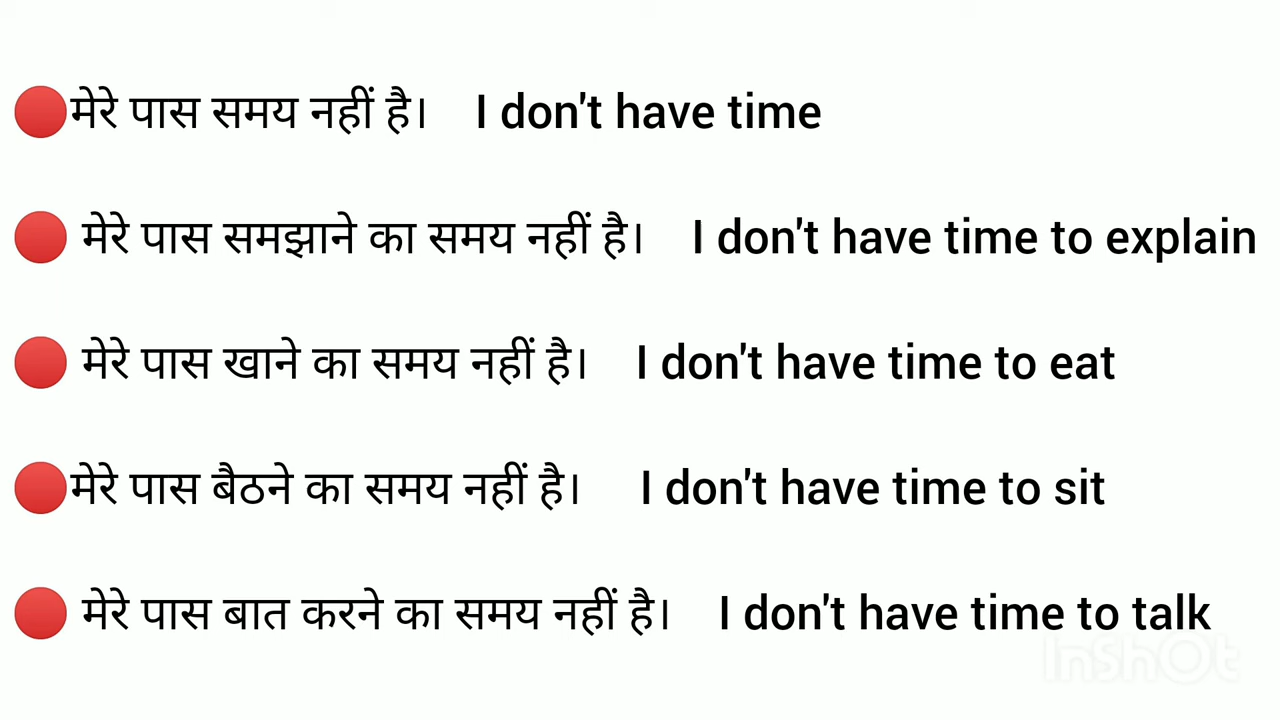 🔴मेरे पास समय नहीं है। I don't have time
🔴 मेरे पास समझाने का समय नहीं है। I don't have time to explain
🔴 मेरे पास खाने का समय नहीं है। I don't have time to eat
🔴मेरे पास बैठने का समय नहीं है। I don't have time to sit
🔴 मेरे पास बात करने का समय नहीं है। I don't have time to talk
InShOt